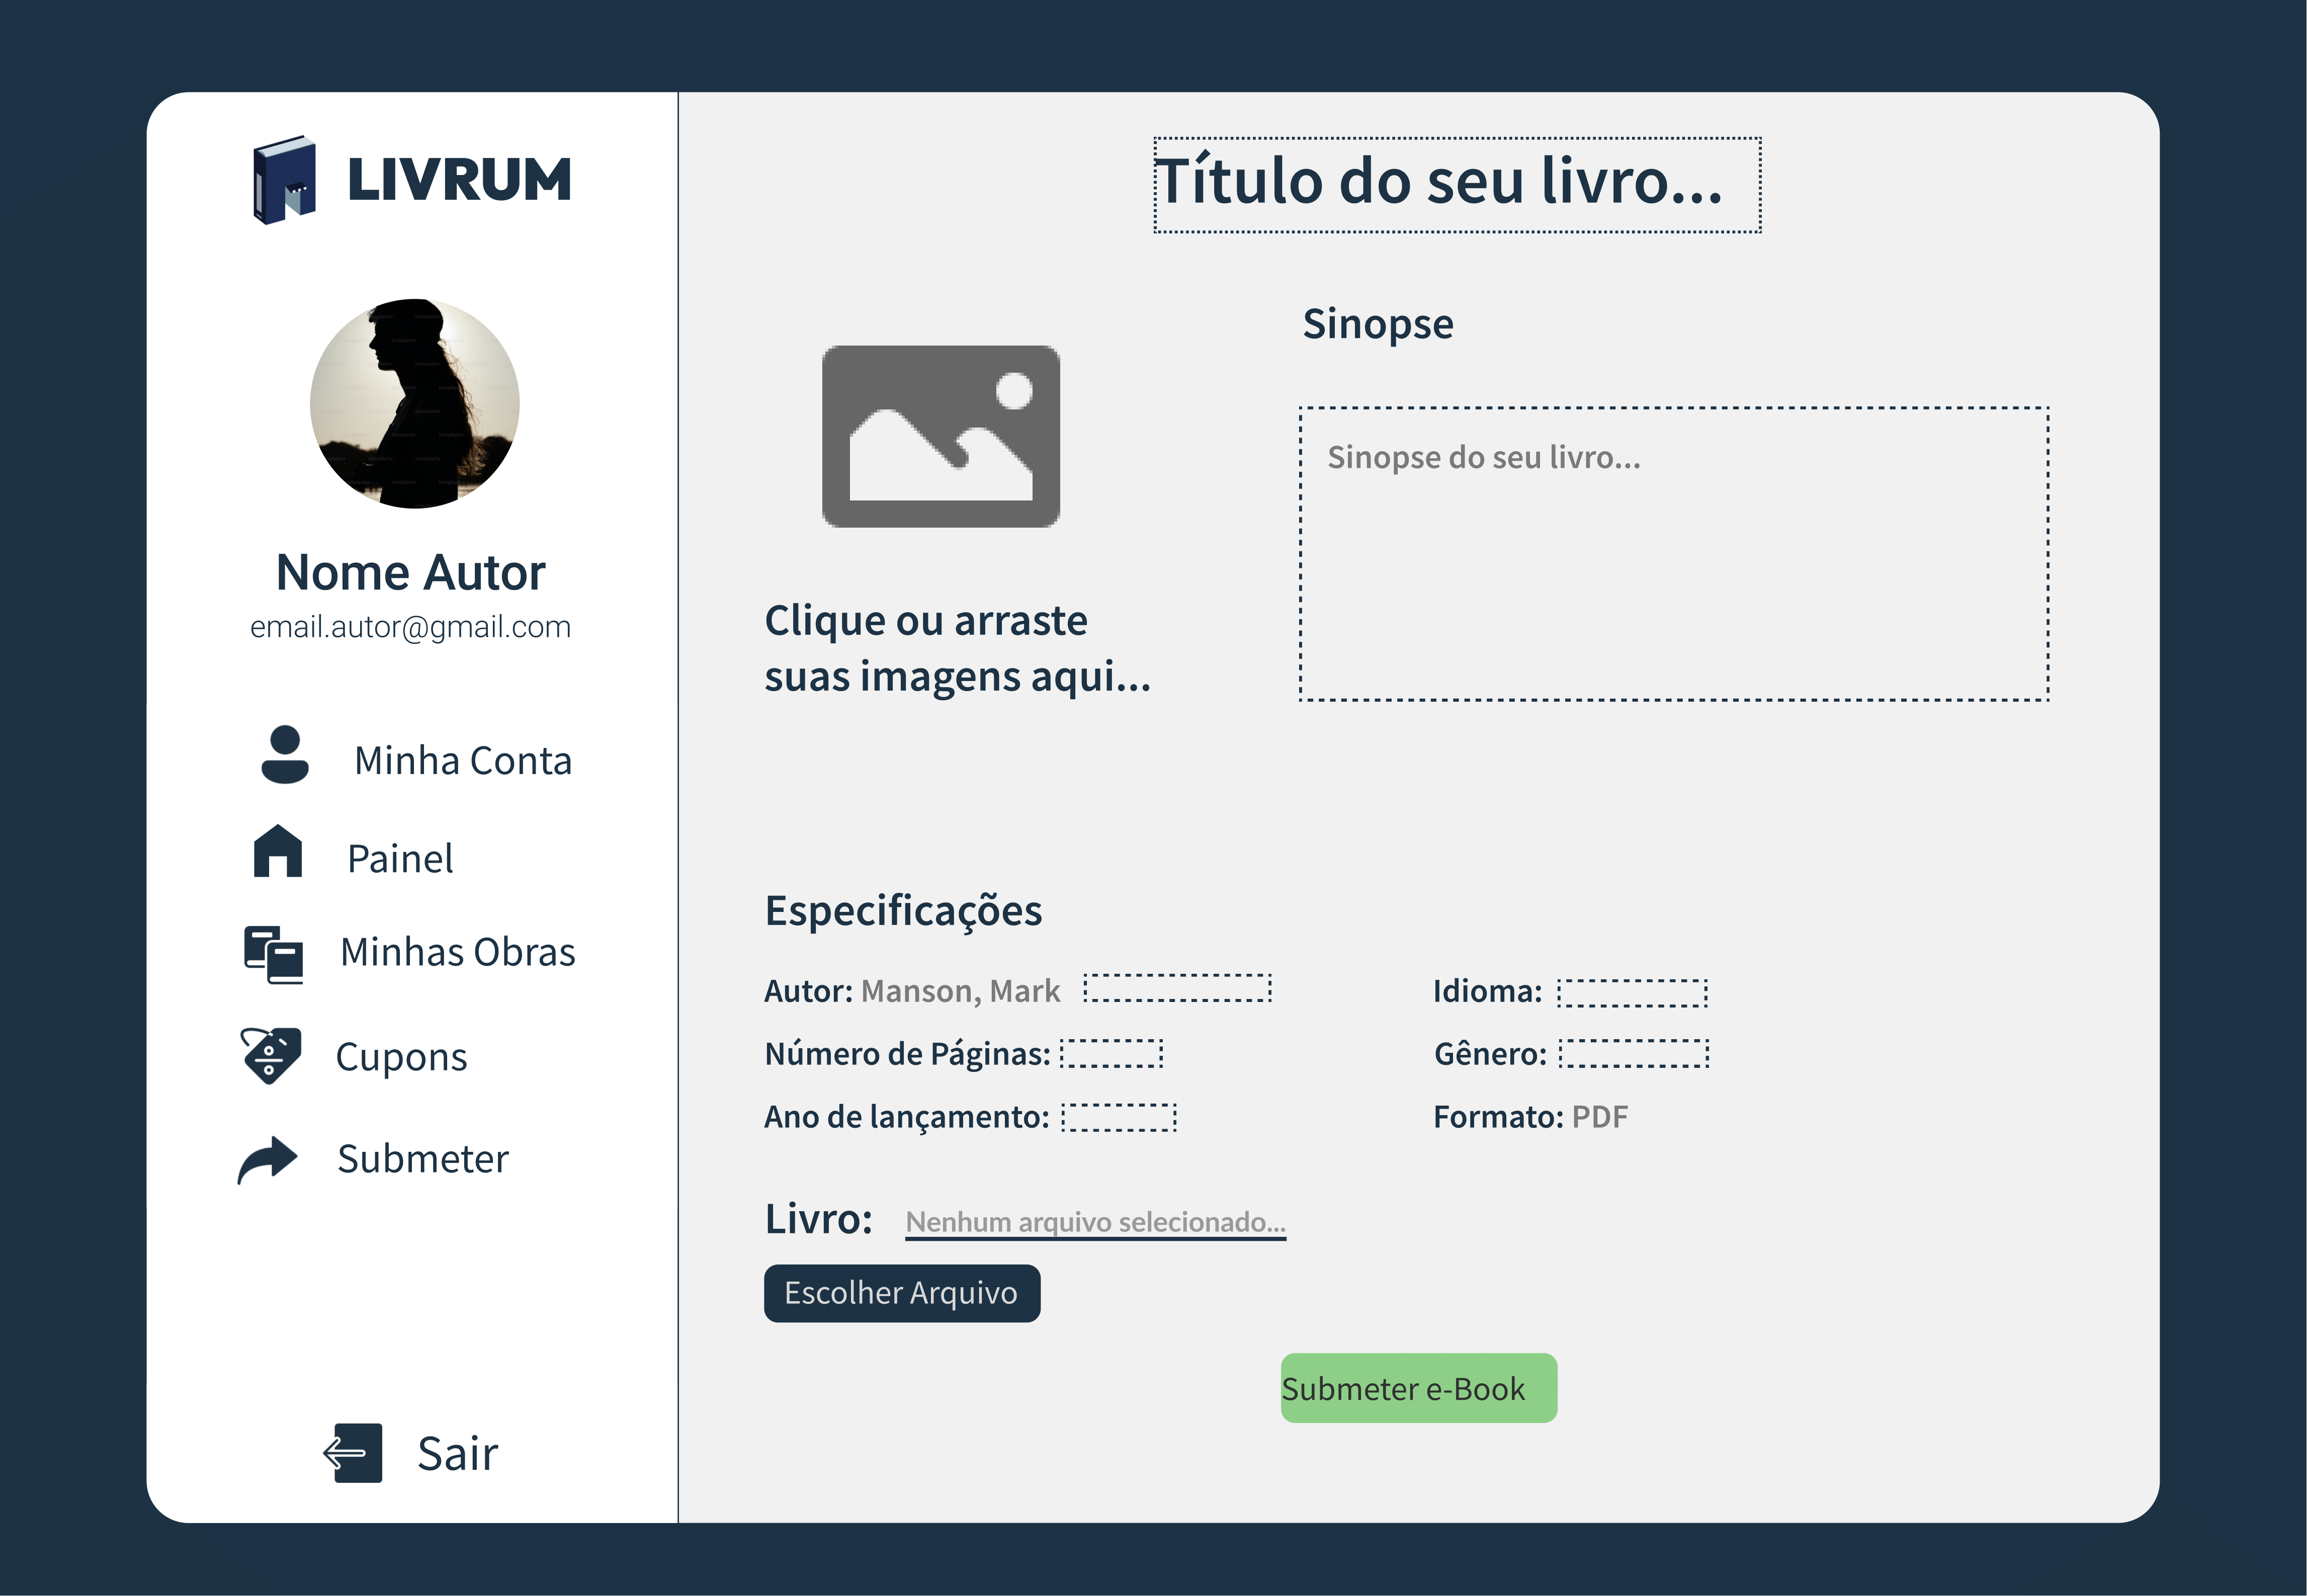 LIVRUM
Nome Autor
email.autor@gmail.com
Minha Conta
Painel
Minhas Obras
Cupons
Submeter
Sair
Título do seu livro...
Sinopse
Sinopse do seu livro...
Clique ou arraste
suas imagens aqui...
Especificações
Autor: Manson, Mark
Idioma:
Número de Páginas:
Gênero:
Ano de lançamento:
Formato: PDF
Livro: Nenhum arquivo selecionado...
Escolher Arquivo
Submeter e-Book